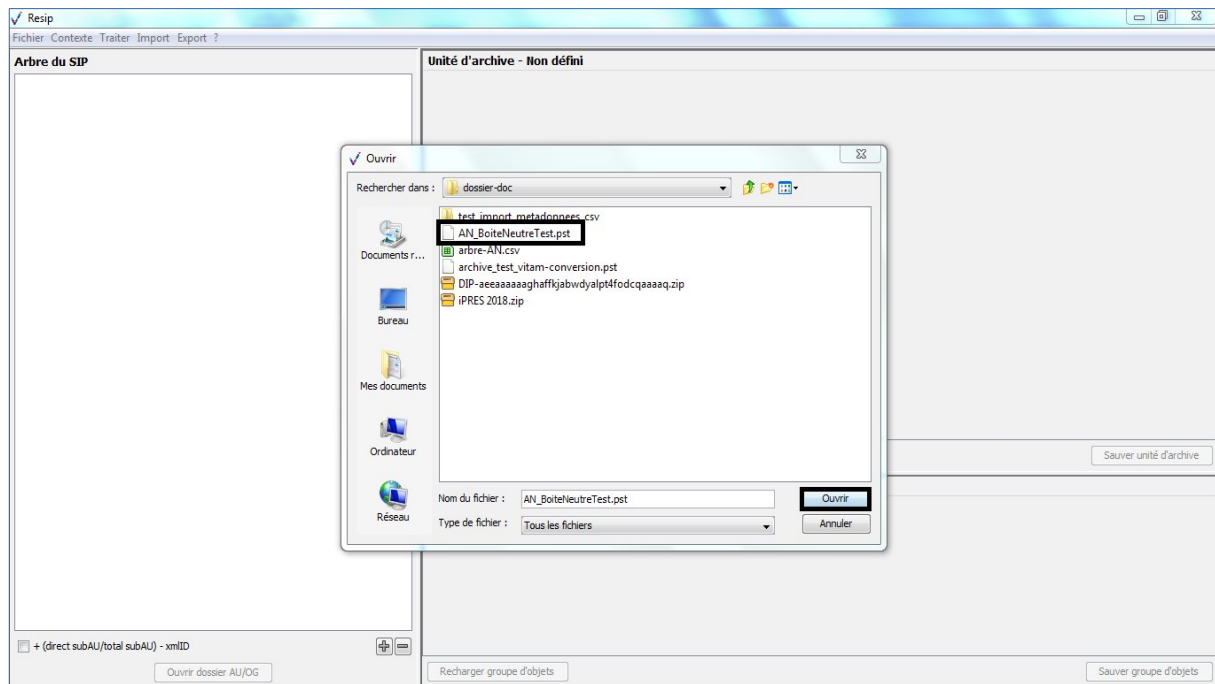 Resip
Fichier Contexte Traiter Import Export ?
Arbre du SIP
Unité d'archive - Non défini
Ouvrir
Rechercher dans :
dossier-doc
Documents r...
Bureau
Mes documents
Ordinateur
Réseau
test_import_metadonnees_csv
AN_BoiteNeutreTest.pst
arbre-AN.csv
archive_test_vitam-conversion.pst
DIP-aeeaaaaaaghaffkjabwdyalpt4fodcqaaaaq.zip
iPRES 2018.zip
Nom du fichier :
AN_BoiteNeutreTest.pst
Ouvrir
Type de fichier :
Tous les fichiers
Annuler
Sauver unité d'archive
+ (direct subAU/total subAU) - xmlID
Ouvrir dossier AU/OG
Recharger groupe d'objets
Sauver groupe d'objets